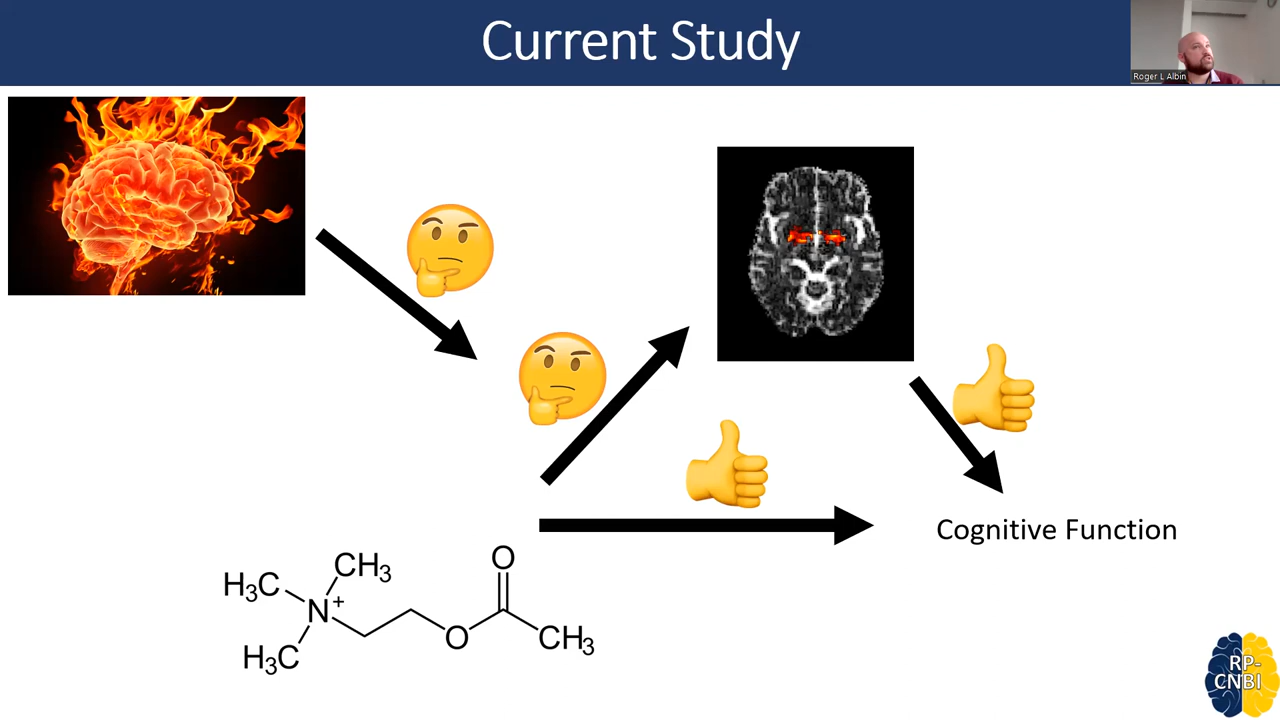 Current Study
Roger L Albin
Cognitive Function
O
CH₃
H₃C
N⁺
O
CH₃
H₃C
RP-
CNBI